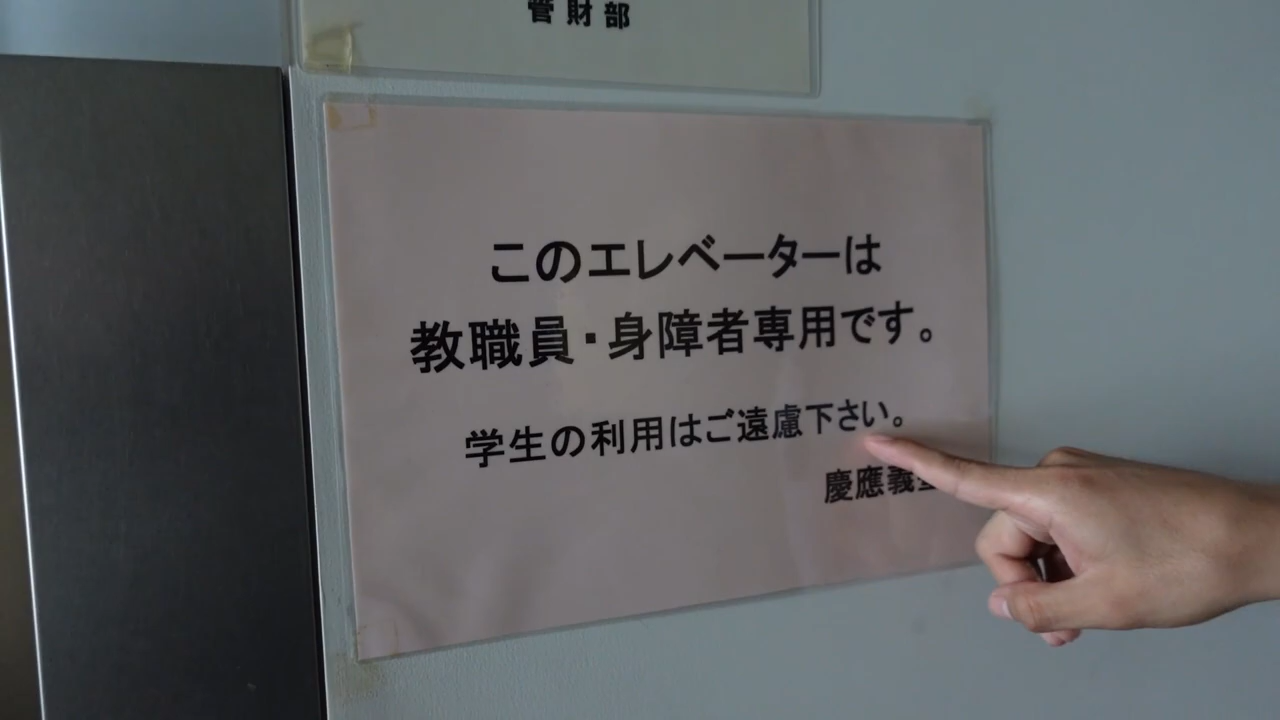 管財部
このエレベーターは
教職員・身障者専用です。
学生の利用はご遠慮下さい。
慶應義塾